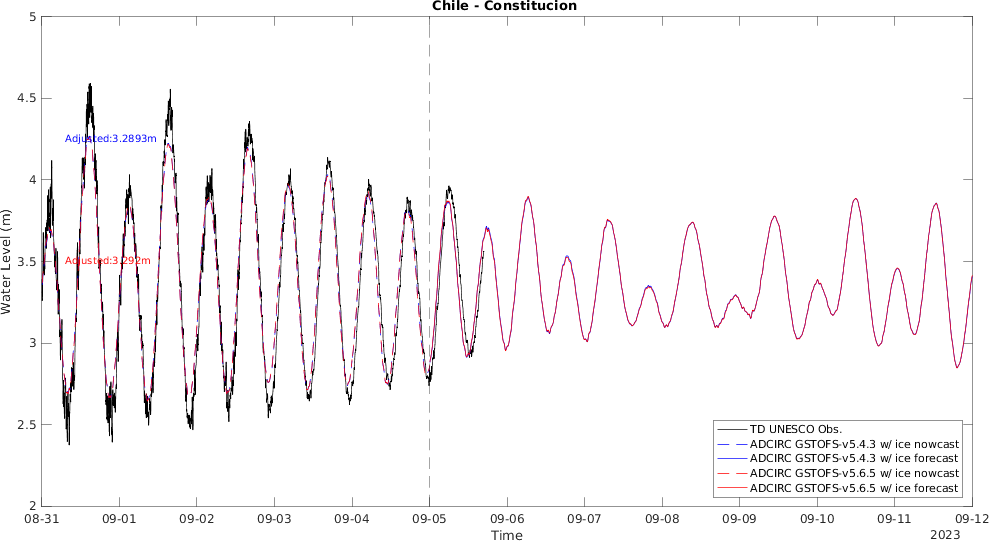 Chile - Constitucion
5
4.5
4
3.5
3
2.5
2
Water Level (m)
Adjusted:3.2893m
Adjusted:3.292m
TD UNESCO Obs.
ADCIRC GSTOFS-v5.4.3 w/ ice nowcast
ADCIRC GSTOFS-v5.4.3 w/ ice forecast
ADCIRC GSTOFS-v5.6.5 w/ ice nowcast
ADCIRC GSTOFS-v5.6.5 w/ ice forecast
08-31 09-01 09-02 09-03 09-04 09-05 09-06 09-07 09-08 09-09 09-10 09-11 09-12
Time
2023